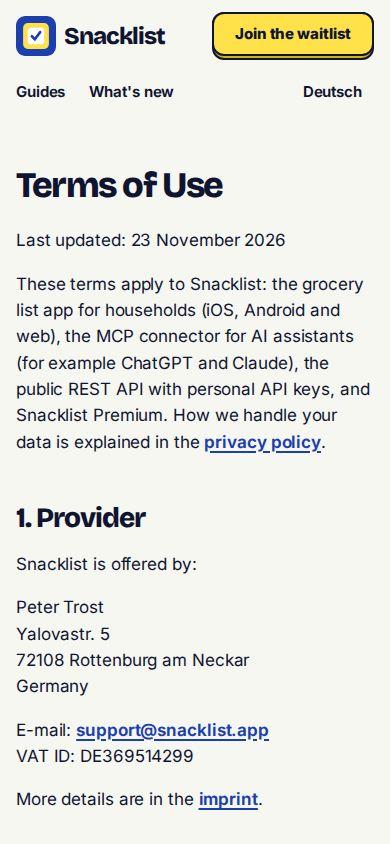 Snacklist
Join the waitlist
Guides
What's new
Deutsch
Terms of Use
Last updated: 23 November 2026
These terms apply to Snacklist: the grocery
list app for households (iOS, Android and
web), the MCP connector for AI assistants
(for example ChatGPT and Claude), the
public REST API with personal API keys, and
Snacklist Premium. How we handle your
data is explained in the privacy policy.
1. Provider
Snacklist is offered by:
Peter Trost
Yalovastr. 5
72108 Rottenburg am Neckar
Germany
E-mail: support@snacklist.app
VAT ID: DE369514299
More details are in the imprint.